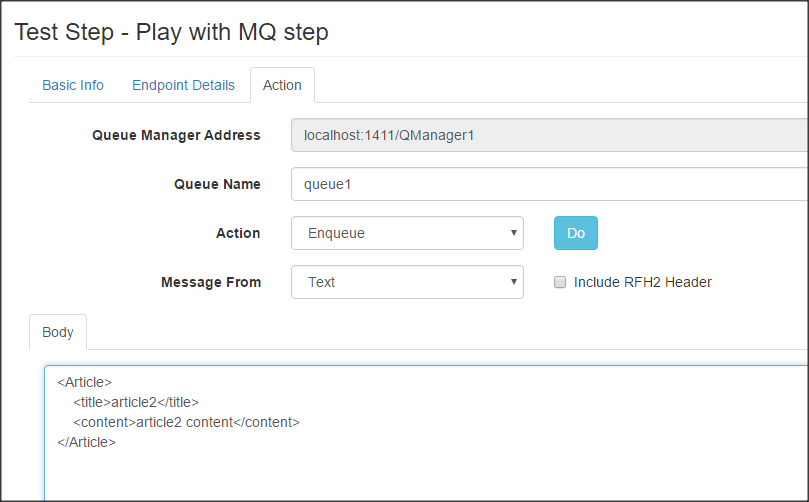 Test Step - Play with MQ step
Basic Info Endpoint Details Action
Queue Manager Address localhost:1411/QManager1
Queue Name queue1
Action Enqueue Do
Message From Text Include RFH2 Header
Body
<Article>
    <title>article2</title>
    <content>article2 content</content>
</Article>